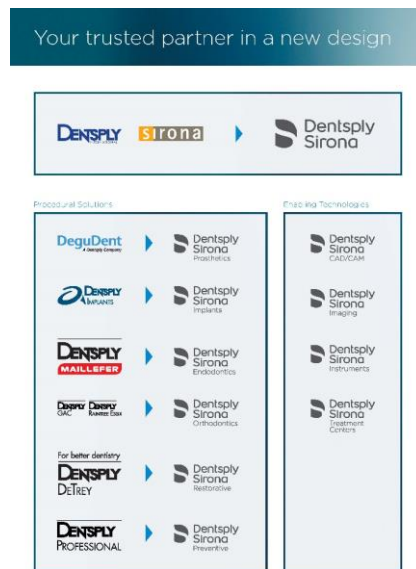 Your trusted partner in a new design
DENTSPLY sirona Dentsply
Sirona
Procedural Solutions
DeguDent
A Dentsply Company
Dentsply
Sirona
Prosthetics
DENTSPLY
IMPLANTS
Dentsply
Sirona
Implants
DENTSPLY
MAILLEFER
Dentsply
Sirona
Endodontics
DENTSPLY DENTSPLY
GAC RAINTREE ESSIX
Dentsply
Sirona
Orthodontics
For better dentistry
DENTSPLY
DETREY
Dentsply
Sirona
Restorative
DENTSPLY
PROFESSIONAL
Dentsply
Sirona
Preventive
Enabling Technologies
Dentsply
Sirona
CAD/CAM
Dentsply
Sirona
Imaging
Dentsply
Sirona
Instruments
Dentsply
Sirona
Treatment
Centers